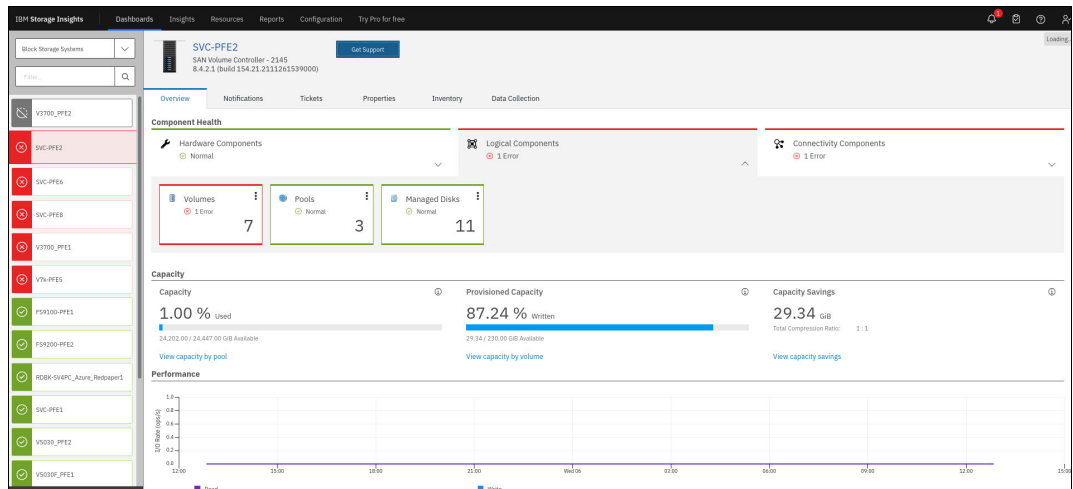 IBM Storage Insights Dashboards Insights Resources Reports Configuration Try Pro for free 1
Loading...
Block Storage Systems
Filter...
V3700_PFE2
SVC-PFE2
SVC-PFE6
SVC-PFE8
V3700_PFE1
V7k-PFE5
FS9100-PFE1
FS9200-PFE2
RDBK-SV4PC_Azure_Redpaper1
SVC-PFE1
V5030_PFE2
V5030F_PFE1
SVC-PFE2
SAN Volume Controller - 2145
8.4.2.1 (build 154.21.2111261539000)
Get Support
Overview Notifications Tickets Properties Inventory Data Collection
Component Health
Hardware Components
Normal
Logical Components
1 Error
Connectivity Components
1 Error
Volumes
1 Error
7
Pools
Normal
3
Managed Disks
Normal
11
Capacity
Capacity
1.00 % Used
24,202.00 / 24,447.00 GiB Available
View capacity by pool
Provisioned Capacity
87.24 % Written
29.34 / 230.00 GiB Available
View capacity by volume
Capacity Savings
29.34 GiB
Total Compression Ratio: 1 : 1
View capacity savings
Performance
I/O Rate (ops/s)
1.0
0.8
0.6
0.4
0.2
0.0
12:00 15:00 18:00 21:00 Wed 06 03:00 06:00 09:00 12:00 15:00
Read Write